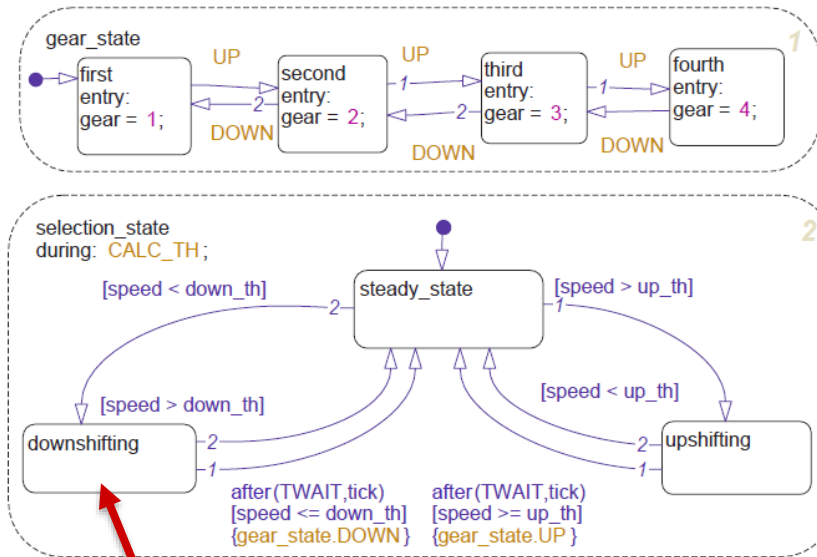 gear_state
1
UP
UP
UP
first
entry:
gear = 1;
second
entry:
gear = 2;
third
entry:
gear = 3;
fourth
entry:
gear = 4;
2
1
2
1
DOWN
DOWN
DOWN
selection_state
during: CALC_TH ;
2
[speed < down_th]
2
steady_state
1
[speed > up_th]
[speed > down_th]
[speed < up_th]
downshifting
2
1
upshifting
2
1
after(TWAIT,tick)
[speed <= down_th]
{gear_state.DOWN }
after(TWAIT,tick)
[speed >= up_th]
{gear_state.UP }